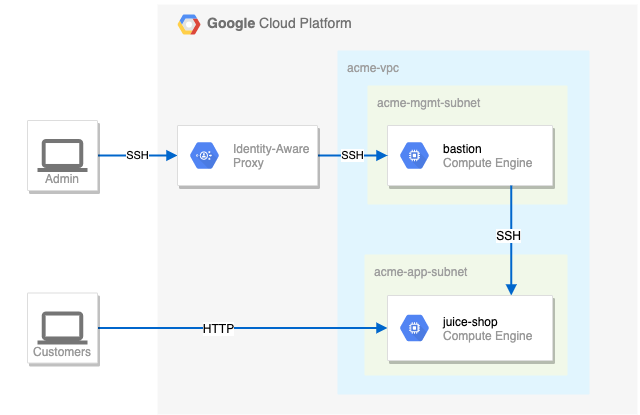 Google Cloud Platform
acme-vpc
acme-mgmt-subnet
Admin
SSH
Identity-Aware
Proxy
SSH
bastion
Compute Engine
SSH
acme-app-subnet
Customers
HTTP
juice-shop
Compute Engine